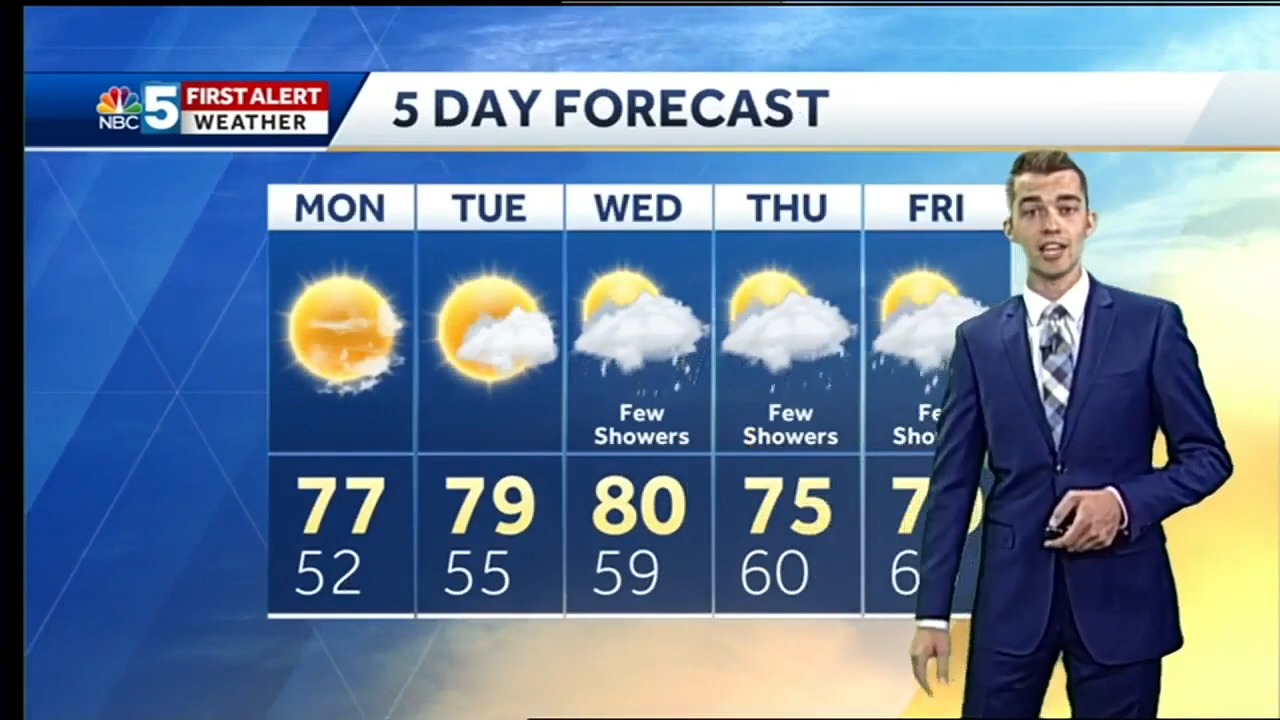 NBC 5 FIRST ALERT WEATHER
5 DAY FORECAST
MON TUE WED THU FRI
Few Showers
Few Showers
77 79 80 75
52 55 59 60